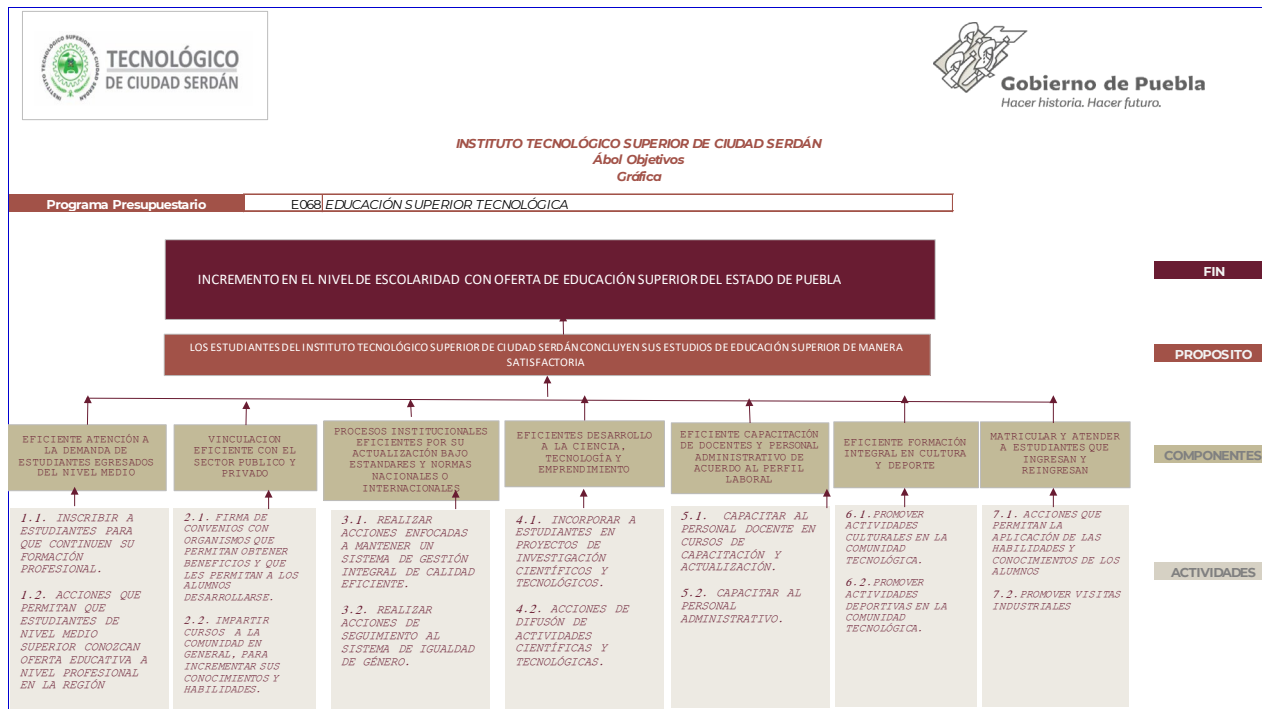 INSTITUTO TECNOLÓGICO SUPERIOR DE CIUDAD SERDÁN
TECNOLÓGICO
DE CIUDAD SERDÁN
Gobierno de Puebla
Hacer historia. Hacer futuro.
INSTITUTO TECNOLÓGICO SUPERIOR DE CIUDAD SERDÁN
Ábol Objetivos
Gráfica
Programa Presupuestario
E068 EDUCACIÓN SUPERIOR TECNOLÓGICA
INCREMENTO EN EL NIVEL DE ESCOLARIDAD CON OFERTA DE EDUCACIÓN SUPERIOR DEL ESTADO DE PUEBLA
FIN
LOS ESTUDIANTES DEL INSTITUTO TECNOLÓGICO SUPERIOR DE CIUDAD SERDÁN CONCLUYEN SUS ESTUDIOS DE EDUCACIÓN SUPERIOR DE MANERA
SATISFACTORIA
PROPOSITO
EFICIENTE ATENCIÓN A
LA DEMANDA DE
ESTUDIANTES EGRESADOS
DEL NIVEL MEDIO
VINCULACION
EFICIENTE CON EL
SECTOR PUBLICO Y
PRIVADO
PROCESOS INSTITUCIONALES
EFICIENTES POR SU
ACTUALIZACIÓN BAJO
ESTANDARES Y NORMAS
NACIONALES O
INTERNACIONALES
EFICIENTES DESARROLLO
A LA CIENCIA,
TECNOLOGÍA Y
EMPRENDIMIENTO
EFICIENTE CAPACITACIÓN
DE DOCENTES Y PERSONAL
ADMINISTRATIVO DE
ACUERDO AL PERFIL
LABORAL
EFICIENTE FORMACIÓN
INTEGRAL EN CULTURA
Y DEPORTE
MATRICULAR Y ATENDER
A ESTUDIANTES QUE
INGRESAN Y
REINGRESAN
COMPONENTES
1.1. INSCRIBIR A
ESTUDIANTES PARA
QUE CONTINUEN SU
FORMACIÓN
PROFESIONAL.
1.2. ACCIONES QUE
PERMITAN QUE
ESTUDIANTES DE
NIVEL MEDIO
SUPERIOR CONOZCAN
OFERTA EDUCATIVA A
NIVEL PROFESIONAL
EN LA REGIÓN
2.1. FIRMA DE
CONVENIOS CON
ORGANISMOS QUE
PERMITAN OBTENER
BENEFICIOS Y QUE
LES PERMITAN A LOS
ALUMNOS
DESARROLLARSE.
2.2. IMPARTIR
CURSOS A LA
COMUNIDAD EN
GENERAL, PARA
INCREMENTAR SUS
CONOCIMIENTOS Y
HABILIDADES.
3.1. REALIZAR
ACCIONES ENFOCADAS
A MANTENER UN
SISTEMA DE GESTIÓN
INTEGRAL DE CALIDAD
EFICIENTE.
3.2. REALIZAR
ACCIONES DE
SEGUIMIENTO AL
SISTEMA DE IGUALDAD
DE GÉNERO.
4.1. INCORPORAR A
ESTUDIANTES EN
PROYECTOS DE
INVESTIGACIÓN
CIENTÍFICOS Y
TECNOLÓGICOS.
4.2. ACCIONES DE
DIFUSÓN DE
ACTIVIDADES
CIENTÍFICAS Y
TECNOLÓGICAS.
5.1. CAPACITAR AL
PERSONAL DOCENTE EN
CURSOS DE
CAPACITACIÓN Y
ACTUALIZACIÓN.
5.2. CAPACITAR AL
PERSONAL
ADMINISTRATIVO.
6.1. PROMOVER
ACTIVIDADES
CULTURALES EN LA
COMUNIDAD
TECNOLÓGICA.
6.2. PROMOVER
ACTIVIDADES
DEPORTIVAS EN LA
COMUNIDAD
TECNOLÓGICA.
7.1. ACCIONES QUE
PERMITAN LA
APLICACIÓN DE LAS
HABILIDADES Y
CONOCIMIENTOS DE LOS
ALUMNOS
7.2. PROMOVER VISITAS
INDUSTRIALES
ACTIVIDADES